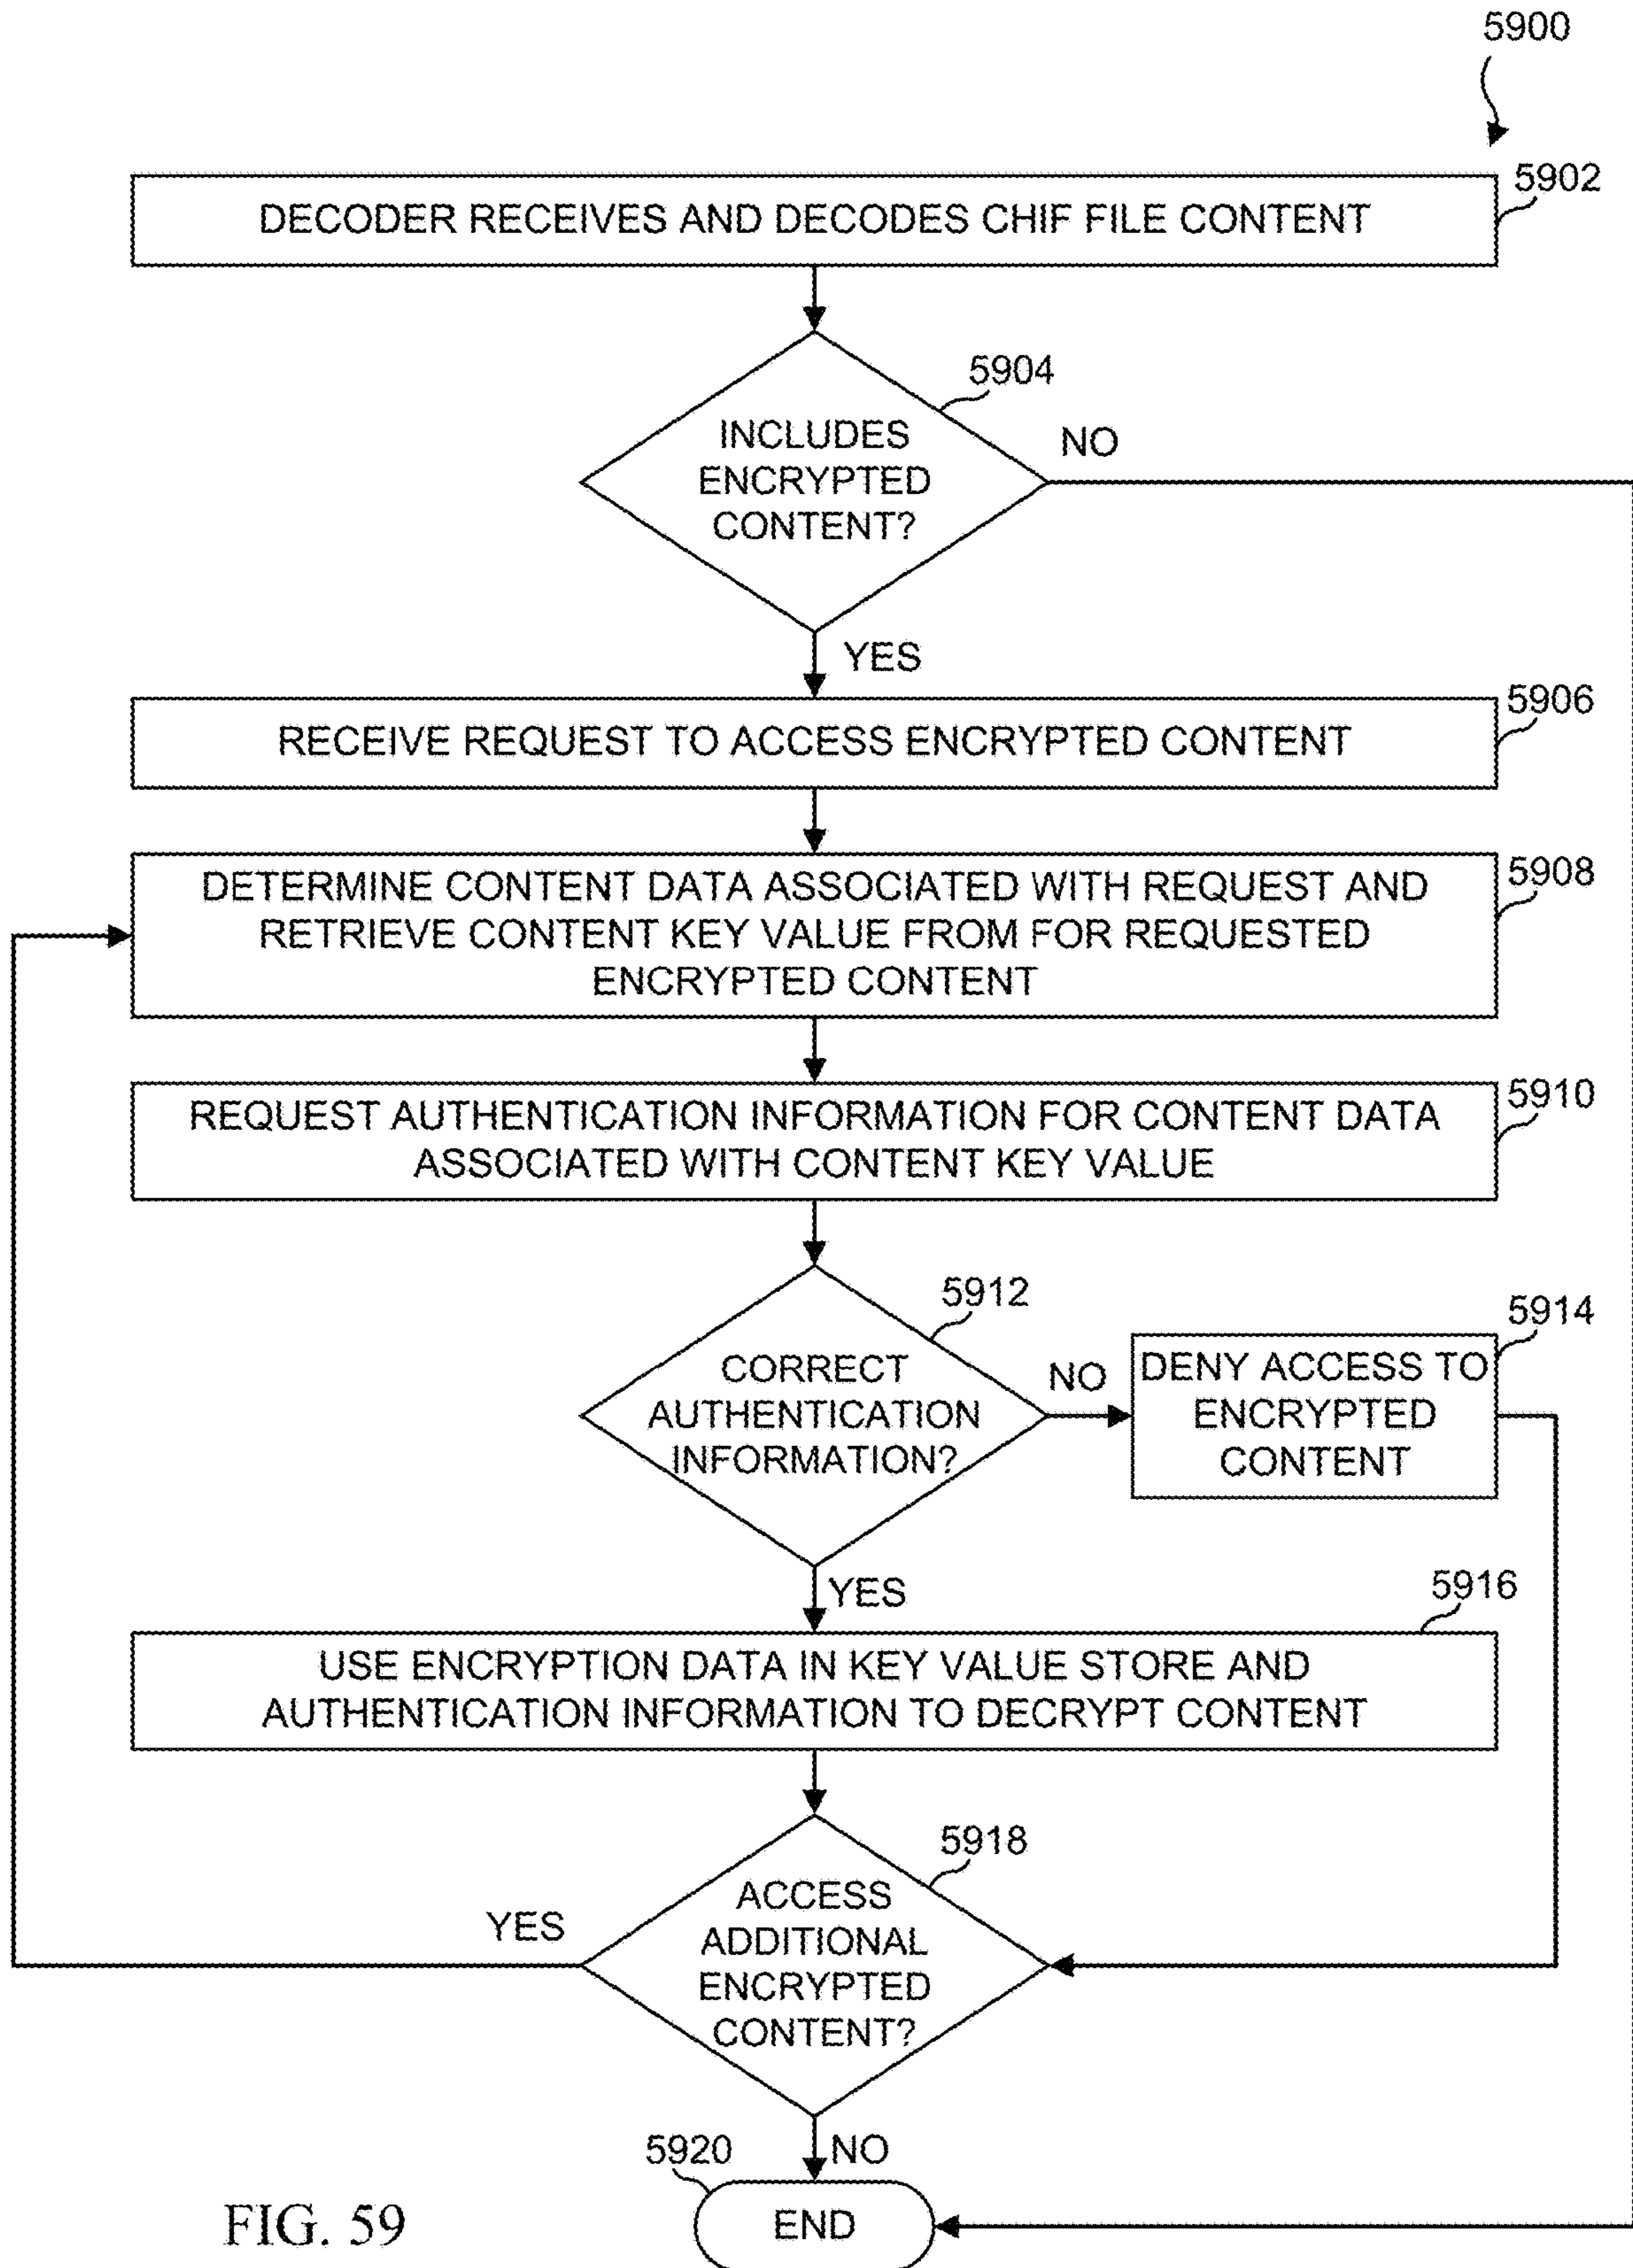 5900
5902
DECODER RECEIVES AND DECODES CHIF FILE CONTENT
5904
INCLUDES
ENCRYPTED
CONTENT?
NO
YES
5906
RECEIVE REQUEST TO ACCESS ENCRYPTED CONTENT
5908
DETERMINE CONTENT DATA ASSOCIATED WITH REQUEST AND
RETRIEVE CONTENT KEY VALUE FROM FOR REQUESTED
ENCRYPTED CONTENT
5910
REQUEST AUTHENTICATION INFORMATION FOR CONTENT DATA
ASSOCIATED WITH CONTENT KEY VALUE
5912
CORRECT
AUTHENTICATION
INFORMATION?
NO
5914
DENY ACCESS TO
ENCRYPTED
CONTENT
YES
5916
USE ENCRYPTION DATA IN KEY VALUE STORE AND
AUTHENTICATION INFORMATION TO DECRYPT CONTENT
5918
ACCESS
ADDITIONAL
ENCRYPTED
CONTENT?
YES
NO
5920
END
FIG. 59